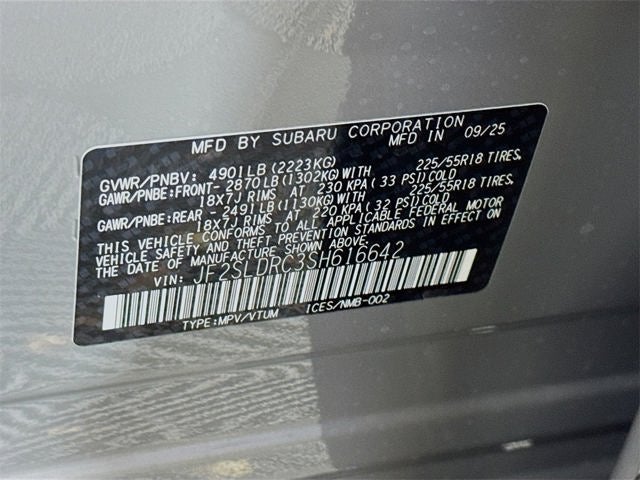 MFD BY SUBARU CORPORATION
MFD IN 09/25
GVWR/PNBV: 4901LB(2223KG)
GAWR/PNBE:FRONT- 2870LB(1302KG)WITH 225/55R18 TIRES,
18X7J RIMS AT 230 KPA(33 PSI)COLD
GAWR/PNBE:REAR - 2491LB(1130KG)WITH 225/55R18 TIRES,
18X7J RIMS AT 220 KPA(32 PSI)COLD
THIS VEHICLE CONFORMS TO ALL APPLICABLE FEDERAL MOTOR
VEHICLE SAFETY AND THEFT PREVENTION STANDARDS IN EFFECT ON
THE DATE OF MANUFACTURE SHOWN ABOVE.
VIN: JF2SLDRC3SH616642
TYPE:MPV/VTUM ICES/NMB-002